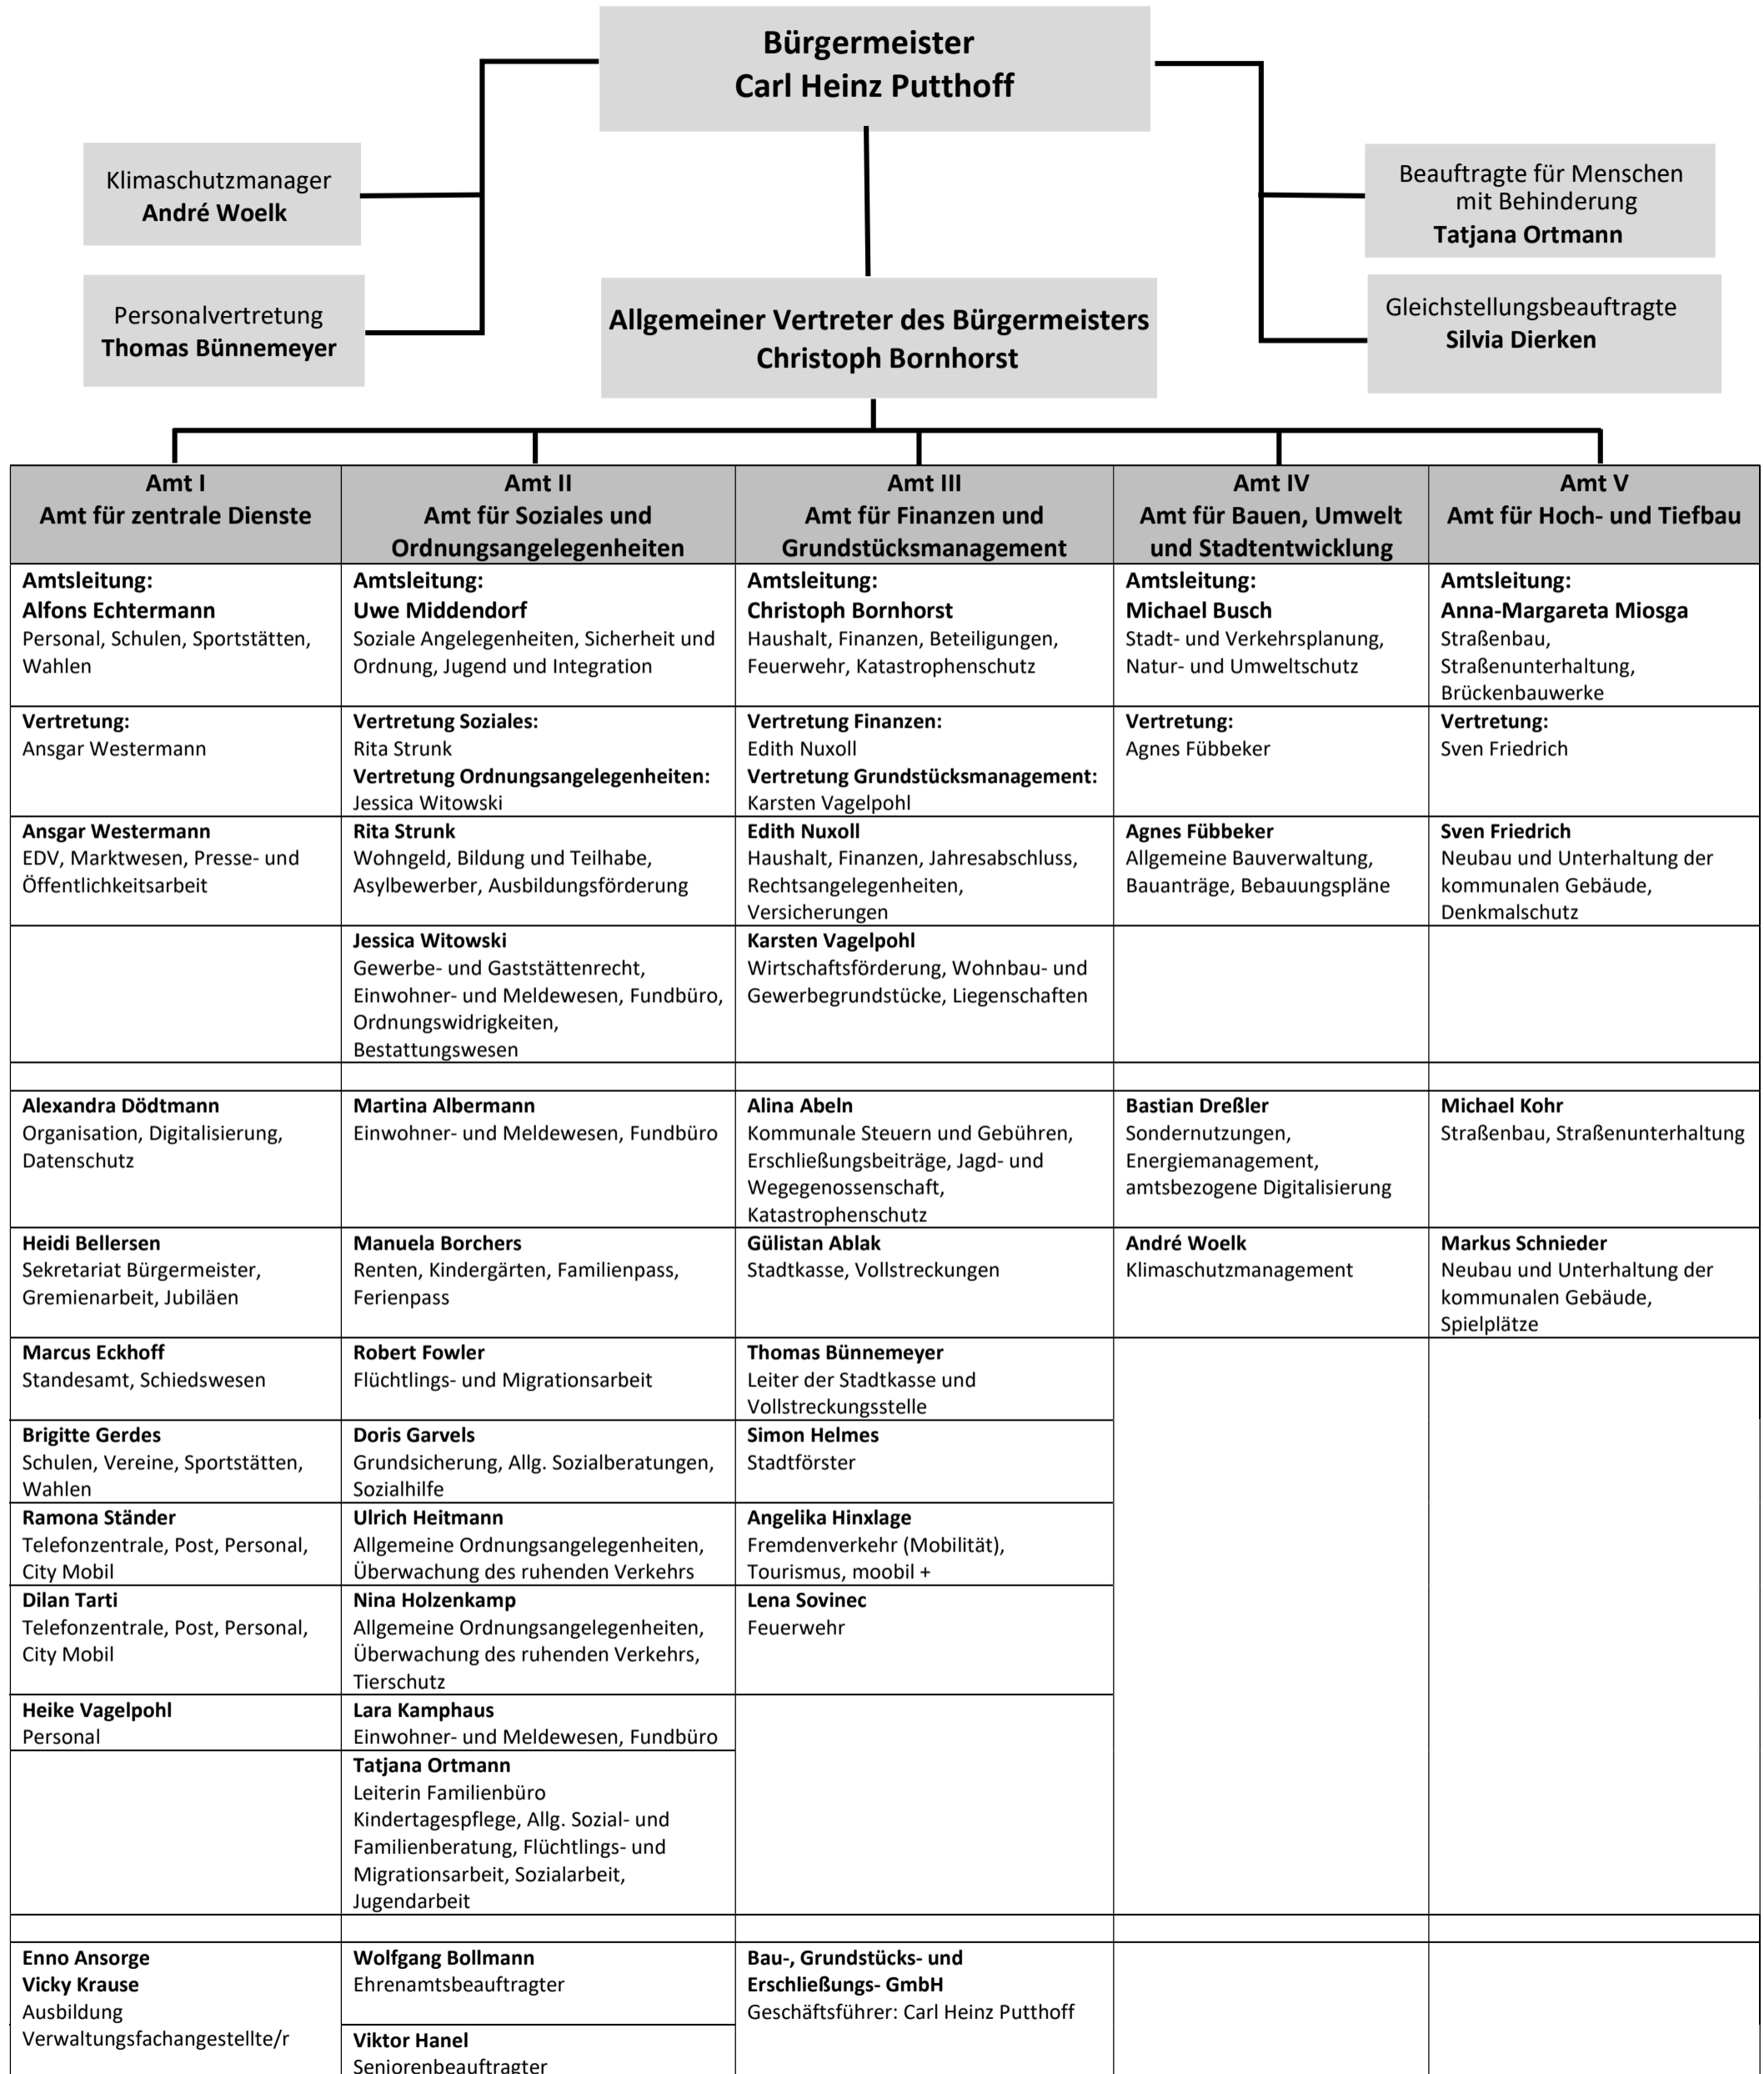 Bürgermeister
Carl Heinz Putthoff
Klimaschutzmanager
André Woelk
Personalvertretung
Thomas Bünnemeyer
Beauftragte für Menschen
mit Behinderung
Tatjana Ortmann
Gleichstellungsbeauftragte
Silvia Dierken
Allgemeiner Vertreter des Bürgermeisters
Christoph Bornhorst
Amt I
Amt für zentrale Dienste
Amt II
Amt für Soziales und
Ordnungsangelegenheiten
Amt III
Amt für Finanzen und
Grundstücksmanagement
Amt IV
Amt für Bauen, Umwelt
und Stadtentwicklung
Amt V
Amt für Hoch- und Tiefbau
Amtsleitung:
Alfons Echtermann
Personal, Schulen, Sportstätten,
Wahlen
Amtsleitung:
Uwe Middendorf
Soziale Angelegenheiten, Sicherheit und
Ordnung, Jugend und Integration
Amtsleitung:
Christoph Bornhorst
Haushalt, Finanzen, Beteiligungen,
Feuerwehr, Katastrophenschutz
Amtsleitung:
Michael Busch
Stadt- und Verkehrsplanung,
Natur- und Umweltschutz
Amtsleitung:
Anna-Margareta Miosga
Straßenbau,
Straßenunterhaltung,
Brückenbauwerke
Vertretung:
Ansgar Westermann
Vertretung Soziales:
Rita Strunk
Vertretung Ordnungsangelegenheiten:
Jessica Witowski
Vertretung Finanzen:
Edith Nuxoll
Vertretung Grundstücksmanagement:
Karsten Vagelpohl
Vertretung:
Agnes Fübbeker
Vertretung:
Sven Friedrich
Ansgar Westermann
EDV, Marktwesen, Presse- und
Öffentlichkeitsarbeit
Rita Strunk
Wohngeld, Bildung und Teilhabe,
Asylbewerber, Ausbildungsförderung
Edith Nuxoll
Haushalt, Finanzen, Jahresabschluss,
Rechtsangelegenheiten,
Versicherungen
Agnes Fübbeker
Allgemeine Bauverwaltung,
Bauanträge, Bebauungspläne
Sven Friedrich
Neubau und Unterhaltung der
kommunalen Gebäude,
Denkmalschutz
Jessica Witowski
Gewerbe- und Gaststättenrecht,
Einwohner- und Meldewesen, Fundbüro,
Ordnungswidrigkeiten,
Bestattungswesen
Karsten Vagelpohl
Wirtschaftsförderung, Wohnbau- und
Gewerbegrundstücke, Liegenschaften
Alexandra Dödtmann
Organisation, Digitalisierung,
Datenschutz
Martina Albermann
Einwohner- und Meldewesen, Fundbüro
Alina Abeln
Kommunale Steuern und Gebühren,
Erschließungsbeiträge, Jagd- und
Wegegenossenschaft,
Katastrophenschutz
Bastian Dreßler
Sondernutzungen,
Energiemanagement,
amtsbezogene Digitalisierung
Michael Kohr
Straßenbau, Straßenunterhaltung
Heidi Bellersen
Sekretariat Bürgermeister,
Gremienarbeit, Jubiläen
Manuela Borchers
Renten, Kindergärten, Familienpass,
Ferienpass
Gülistan Ablak
Stadtkasse, Vollstreckungen
André Woelk
Klimaschutzmanagement
Markus Schnieder
Neubau und Unterhaltung der
kommunalen Gebäude,
Spielplätze
Marcus Eckhoff
Standesamt, Schiedswesen
Robert Fowler
Flüchtlings- und Migrationsarbeit
Thomas Bünnemeyer
Leiter der Stadtkasse und
Vollstreckungsstelle
Brigitte Gerdes
Schulen, Vereine, Sportstätten,
Wahlen
Doris Garvels
Grundsicherung, Allg. Sozialberatungen,
Sozialhilfe
Simon Helmes
Stadtförster
Ramona Ständer
Telefonzentrale, Post, Personal,
City Mobil
Ulrich Heitmann
Allgemeine Ordnungsangelegenheiten,
Überwachung des ruhenden Verkehrs
Angelika Hinxlage
Fremdenverkehr (Mobilität),
Tourismus, moobil +
Dilan Tarti
Telefonzentrale, Post, Personal,
City Mobil
Nina Holzenkamp
Allgemeine Ordnungsangelegenheiten,
Überwachung des ruhenden Verkehrs,
Tierschutz
Lena Sovinec
Feuerwehr
Heike Vagelpohl
Personal
Lara Kamphaus
Einwohner- und Meldewesen, Fundbüro
Tatjana Ortmann
Leiterin Familienbüro
Kindertagespflege, Allg. Sozial- und
Familienberatung, Flüchtlings- und
Migrationsarbeit, Sozialarbeit,
Jugendarbeit
Enno Ansorge
Vicky Krause
Ausbildung
Verwaltungsfachangestellte/r
Wolfgang Bollmann
Ehrenamtsbeauftragter
Viktor Hanel
Seniorenbeauftragter
Bau-, Grundstücks- und
Erschließungs- GmbH
Geschäftsführer: Carl Heinz Putthoff